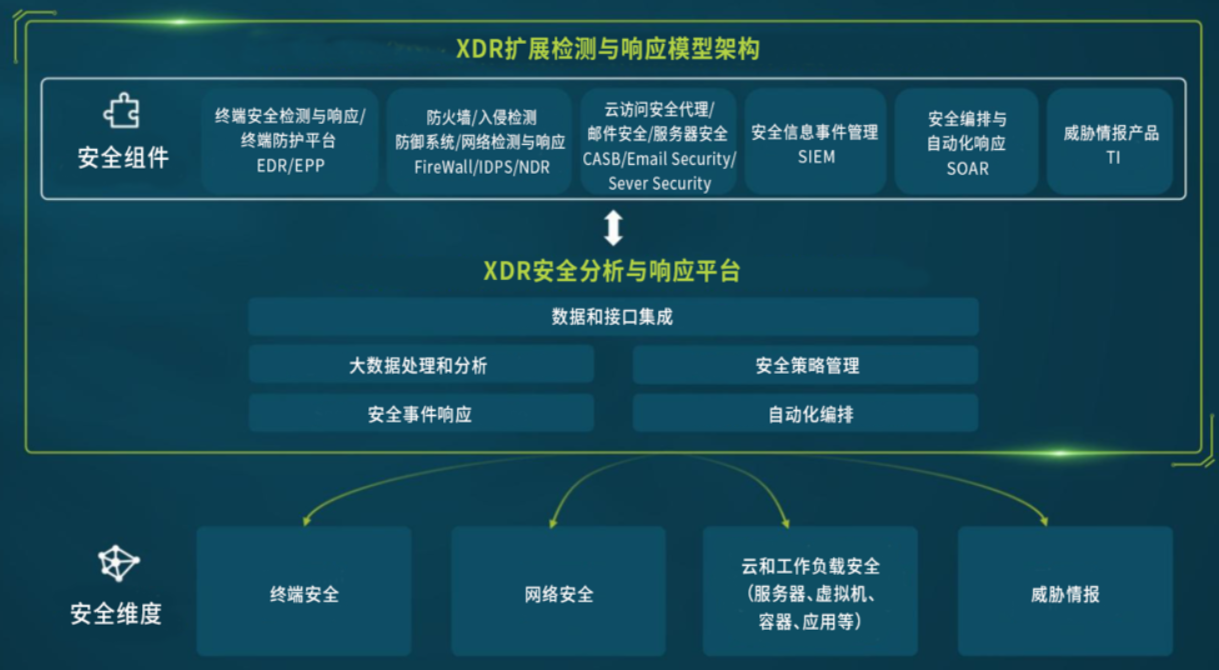 XDR扩展检测与响应模型架构
安全组件
终端安全检测与响应/
终端防护平台
EDR/EPP
防火墙/入侵检测
防御系统/网络检测与响应
FireWall/IDPS/NDR
云访问安全代理/
邮件安全/服务器安全
CASB/Email Security/
Sever Security
安全信息事件管理
SIEM
安全编排与
自动化响应
SOAR
威胁情报产品
TI
XDR安全分析与响应平台
数据和接口集成
大数据处理和分析
安全策略管理
安全事件响应
自动化编排
安全维度
终端安全
网络安全
云和工作负载安全
（服务器、虚拟机、
容器、应用等）
威胁情报